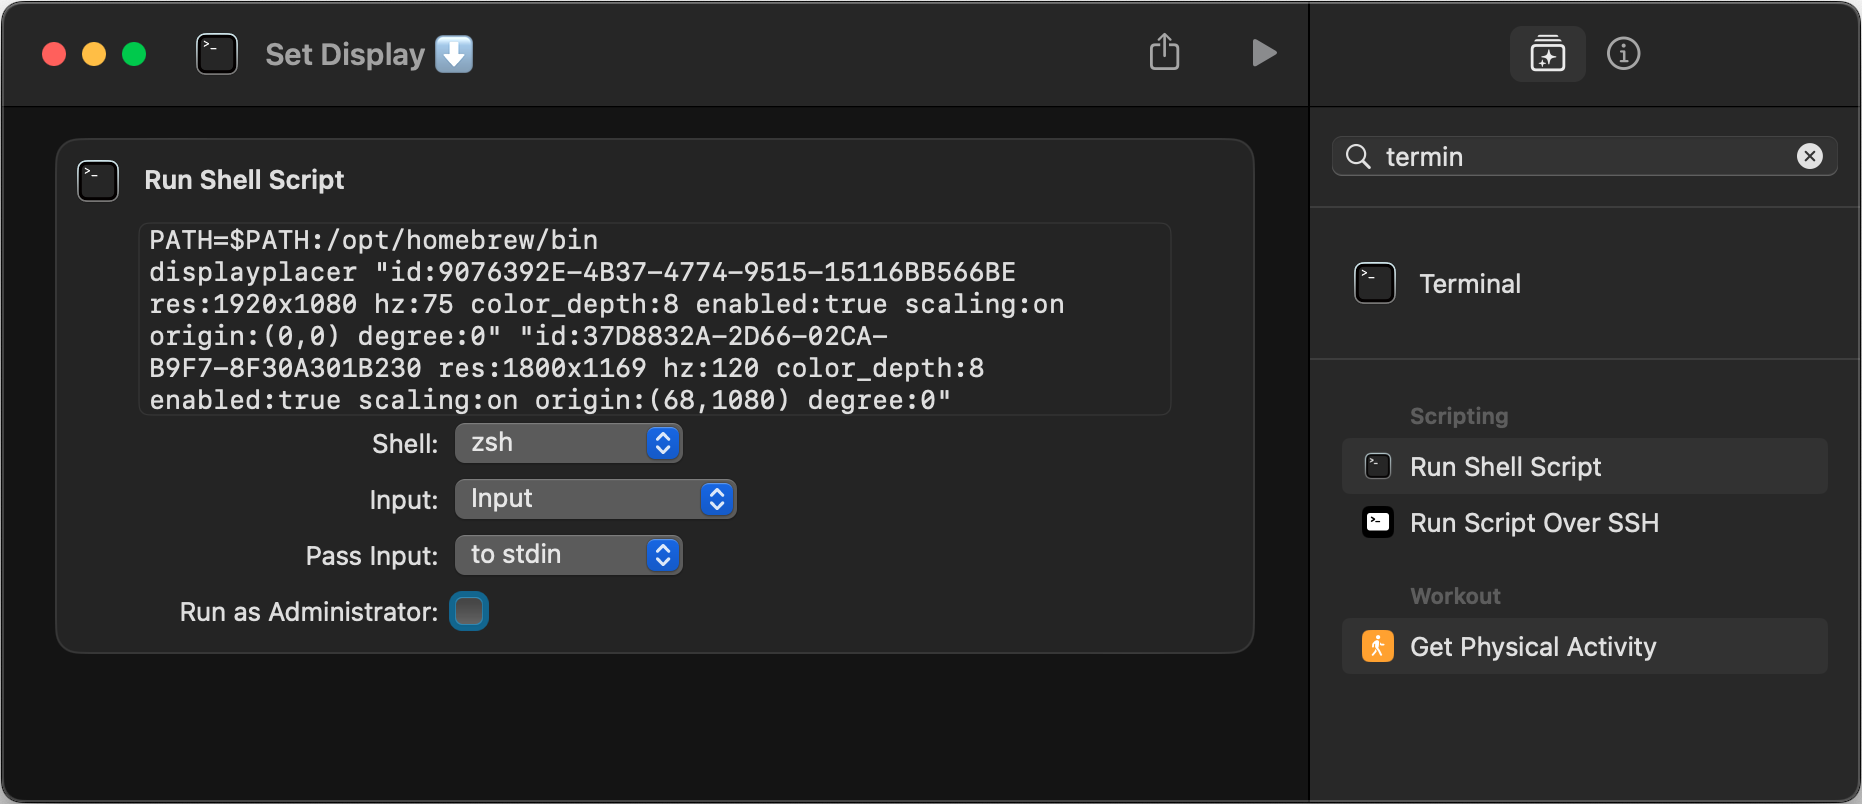 Set Display ⬇️
Run Shell Script
PATH=$PATH:/opt/homebrew/bin
displayplacer "id:9076392E-4B37-4774-9515-15116BB566BE
res:1920x1080 hz:75 color_depth:8 enabled:true scaling:on
origin:(0,0) degree:0" "id:37D8832A-2D66-02CA-
B9F7-8F30A301B230 res:1800x1169 hz:120 color_depth:8
enabled:true scaling:on origin:(68,1080) degree:0"
Shell: zsh
Input: Input
Pass Input: to stdin
Run as Administrator:
termin
Terminal
Scripting
Run Shell Script
Run Script Over SSH
Workout
Get Physical Activity